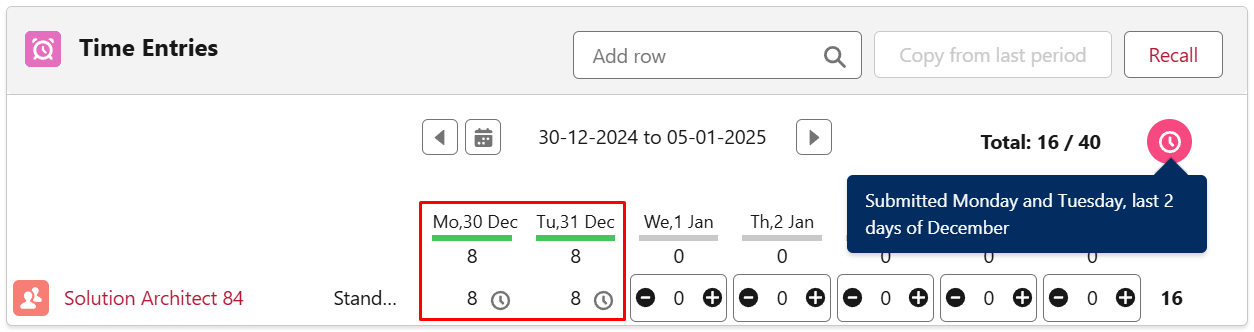 Time Entries
Add row
Copy from last period
Recall
30-12-2024 to 05-01-2025
Total: 16 / 40
Submitted Monday and Tuesday, last 2
days of December
Mo,30 Dec Tu,31 Dec We,1 Jan Th,2 Jan
8 8 0 0 0 0 0
Solution Architect 84 Stand... 8 8 0 0 0 0 0 16